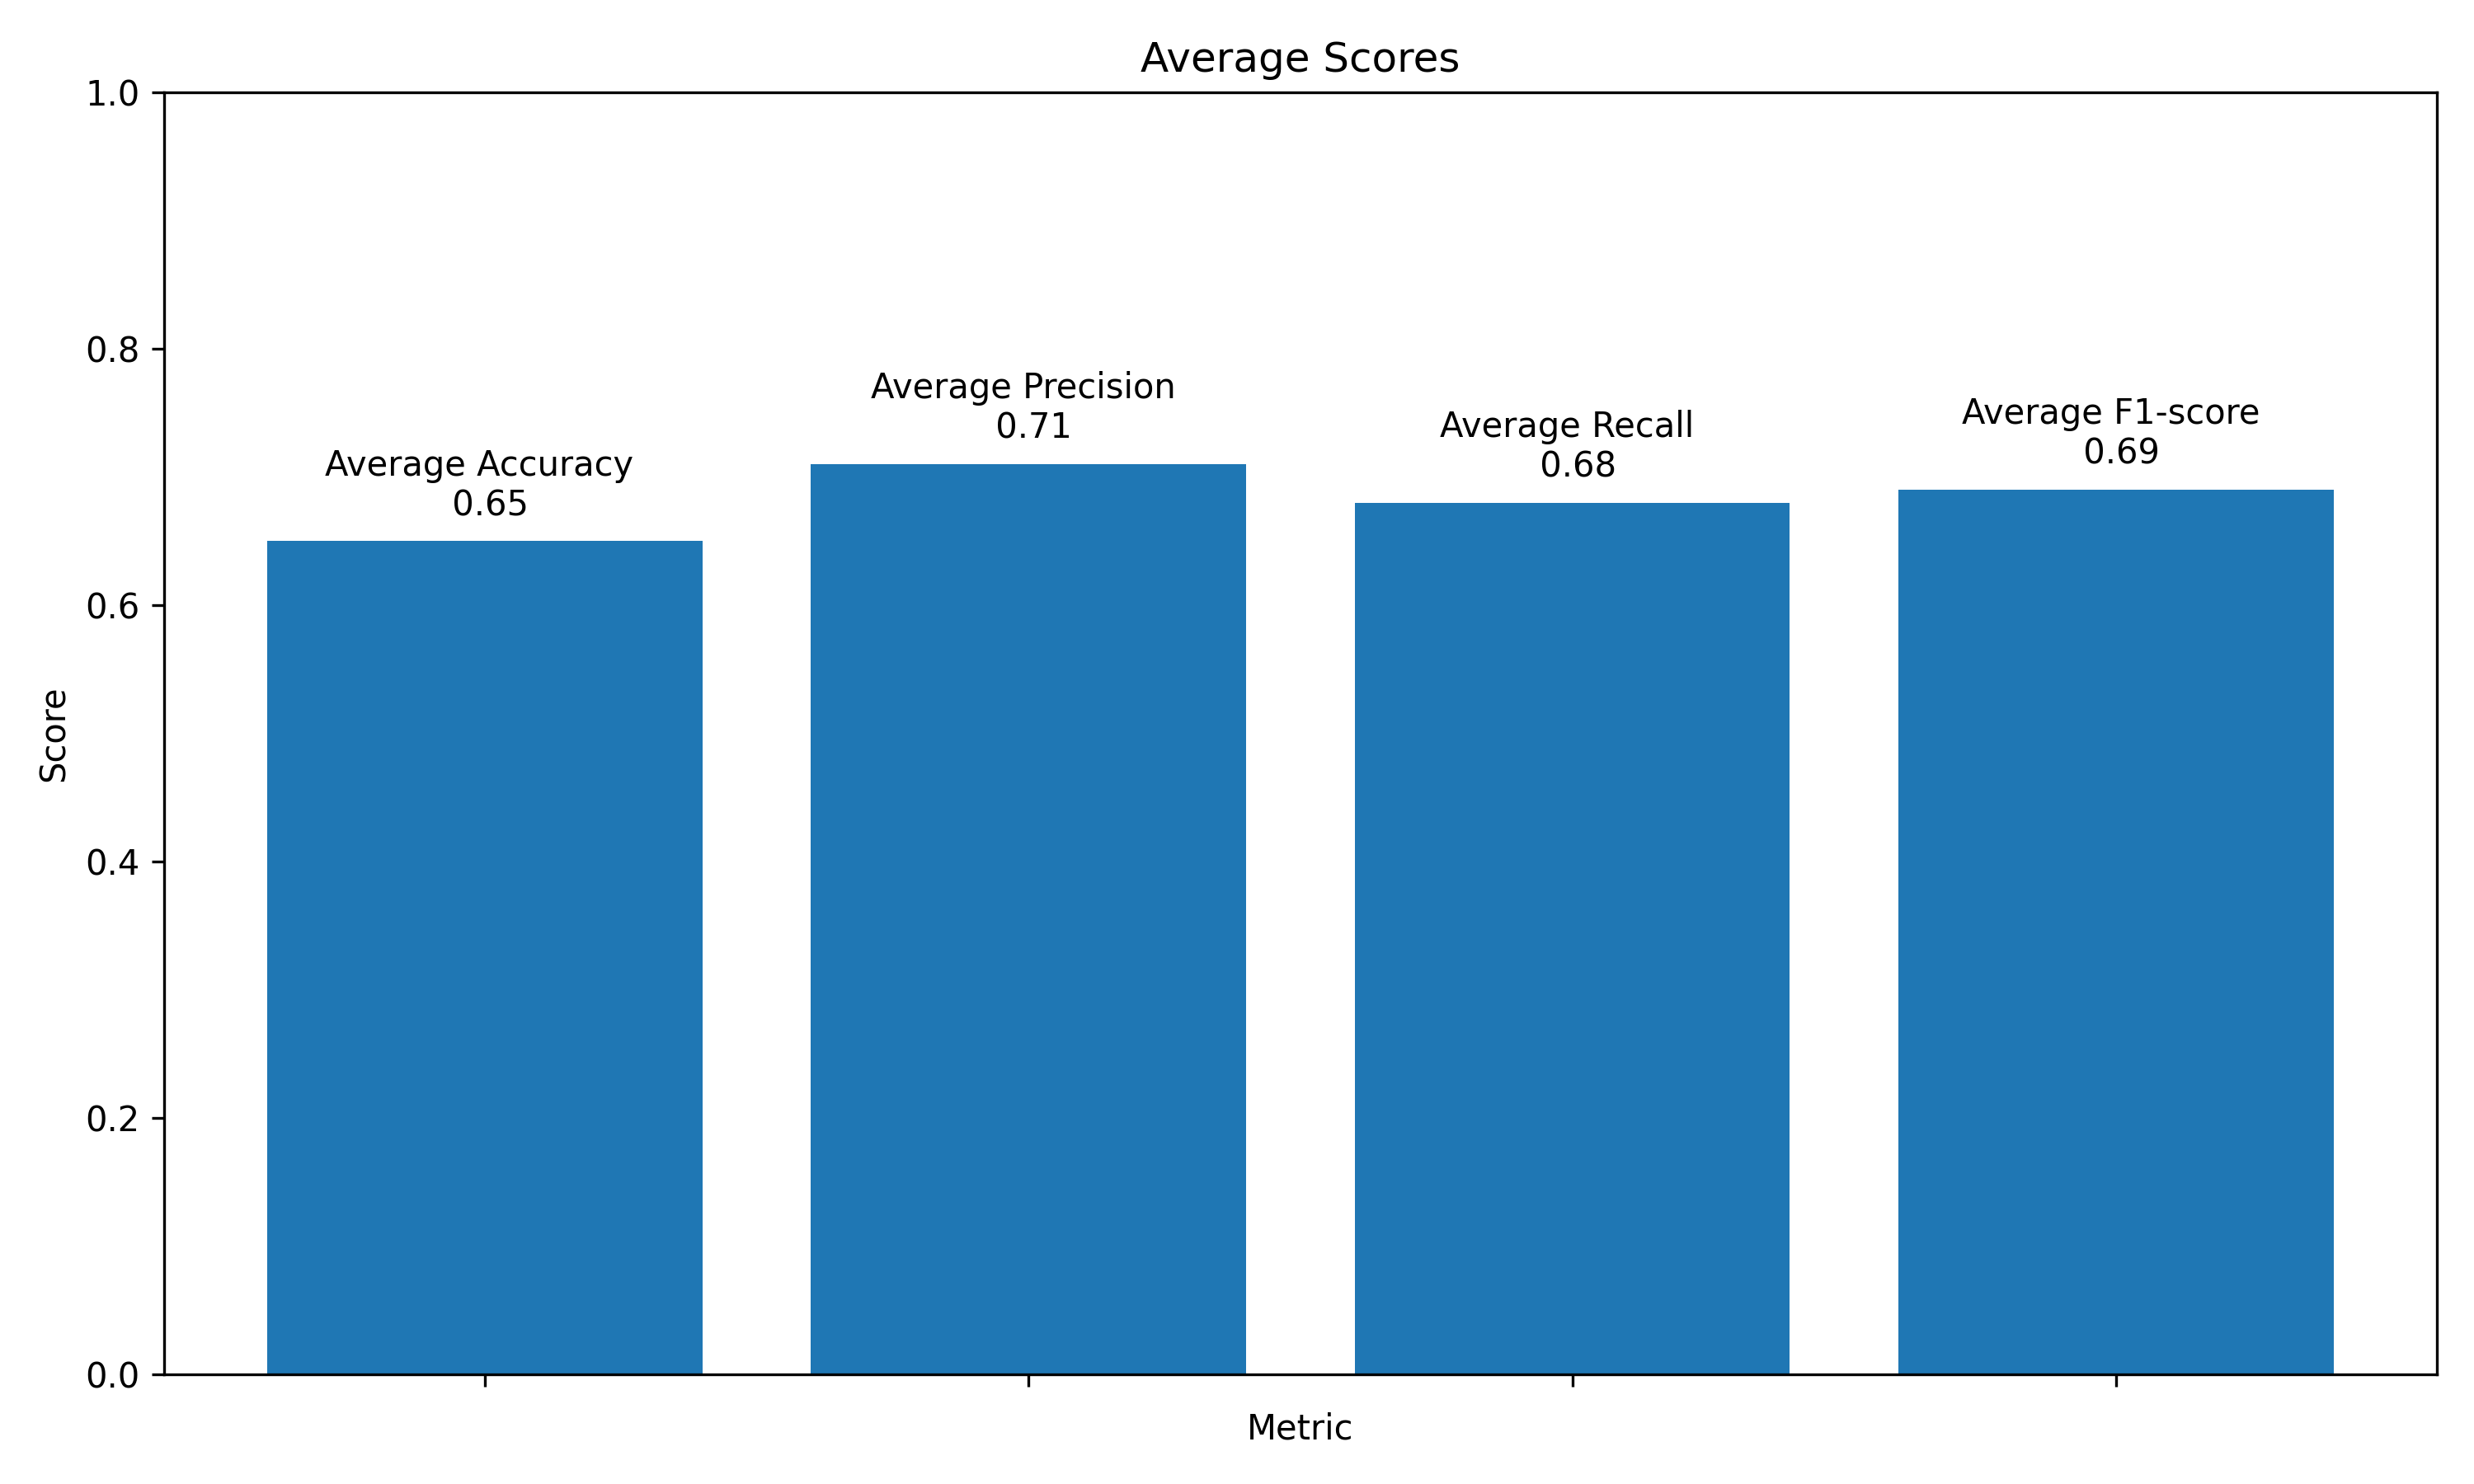 Average Scores
1.0
0.8
0.6
0.4
0.2
0.0
Score
Average Accuracy
0.65
Average Precision
0.71
Average Recall
0.68
Average F1-score
0.69
Metric